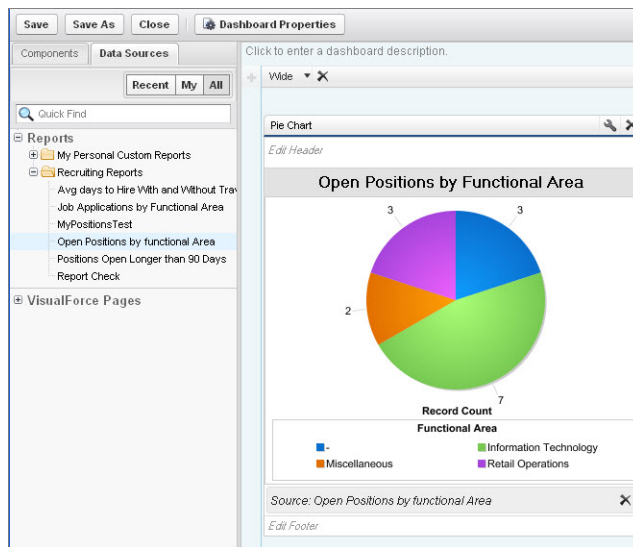 Save Save As Close Dashboard Properties
Components Data Sources
Recent My All
Quick Find
Reports
My Personal Custom Reports
Recruiting Reports
Avg days to Hire With and Without
Job Applications by Functional Area
MyPositionsTest
Open Positions by functional Area
Positions Open Longer than 90 Days
Report Check
VisualForce Pages
Click to enter a dashboard description.
Wide
Pie Chart
Edit Header
Open Positions by Functional Area
3 3
2
7
Record Count
Functional Area
- Information Technology
Miscellaneous Retail Operations
Source: Open Positions by functional Area
Edit Footer